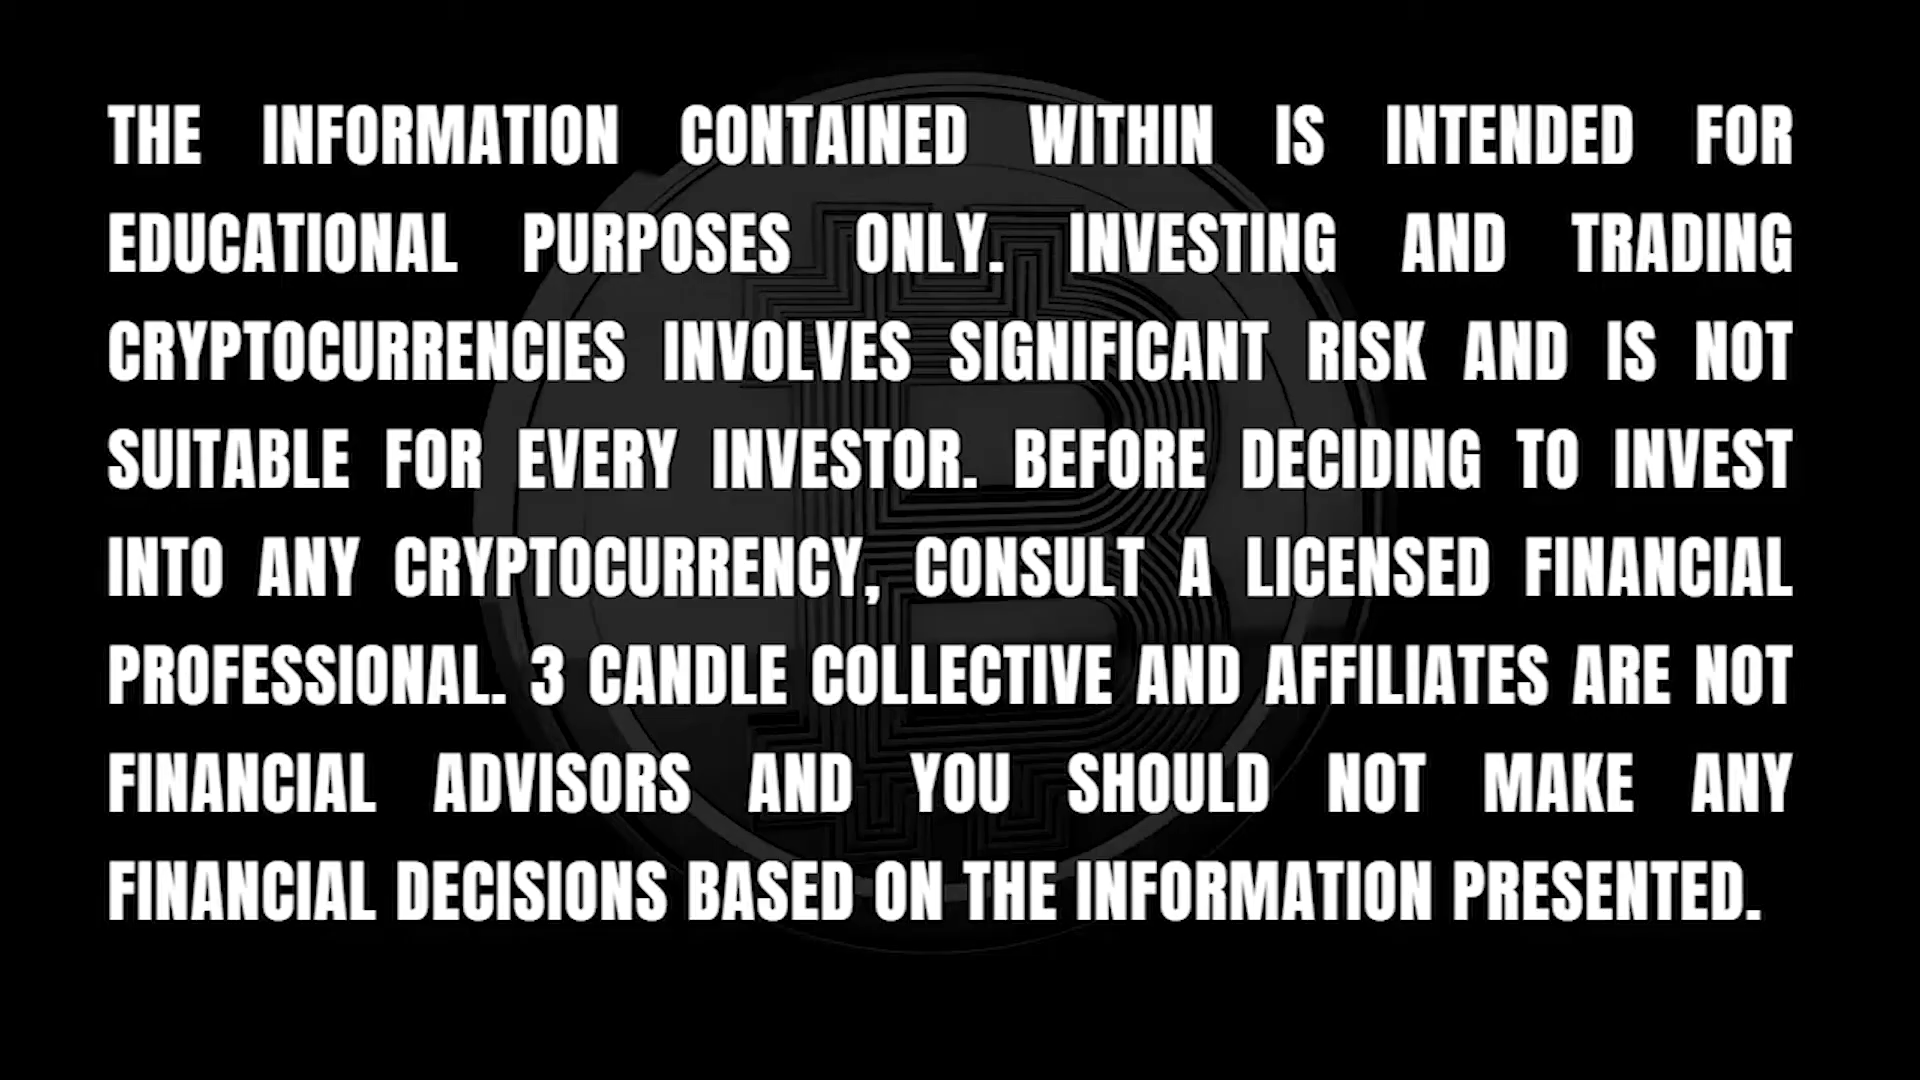 THE INFORMATION CONTAINED WITHIN IS INTENDED FOR
EDUCATIONAL PURPOSES ONLY. INVESTING AND TRADING
CRYPTOCURRENCIES INVOLVES SIGNIFICANT RISK AND IS NOT
SUITABLE FOR EVERY INVESTOR. BEFORE DECIDING TO INVEST
INTO ANY CRYPTOCURRENCY, CONSULT A LICENSED FINANCIAL
PROFESSIONAL. 3 CANDLE COLLECTIVE AND AFFILIATES ARE NOT
FINANCIAL ADVISORS AND YOU SHOULD NOT MAKE ANY
FINANCIAL DECISIONS BASED ON THE INFORMATION PRESENTED.